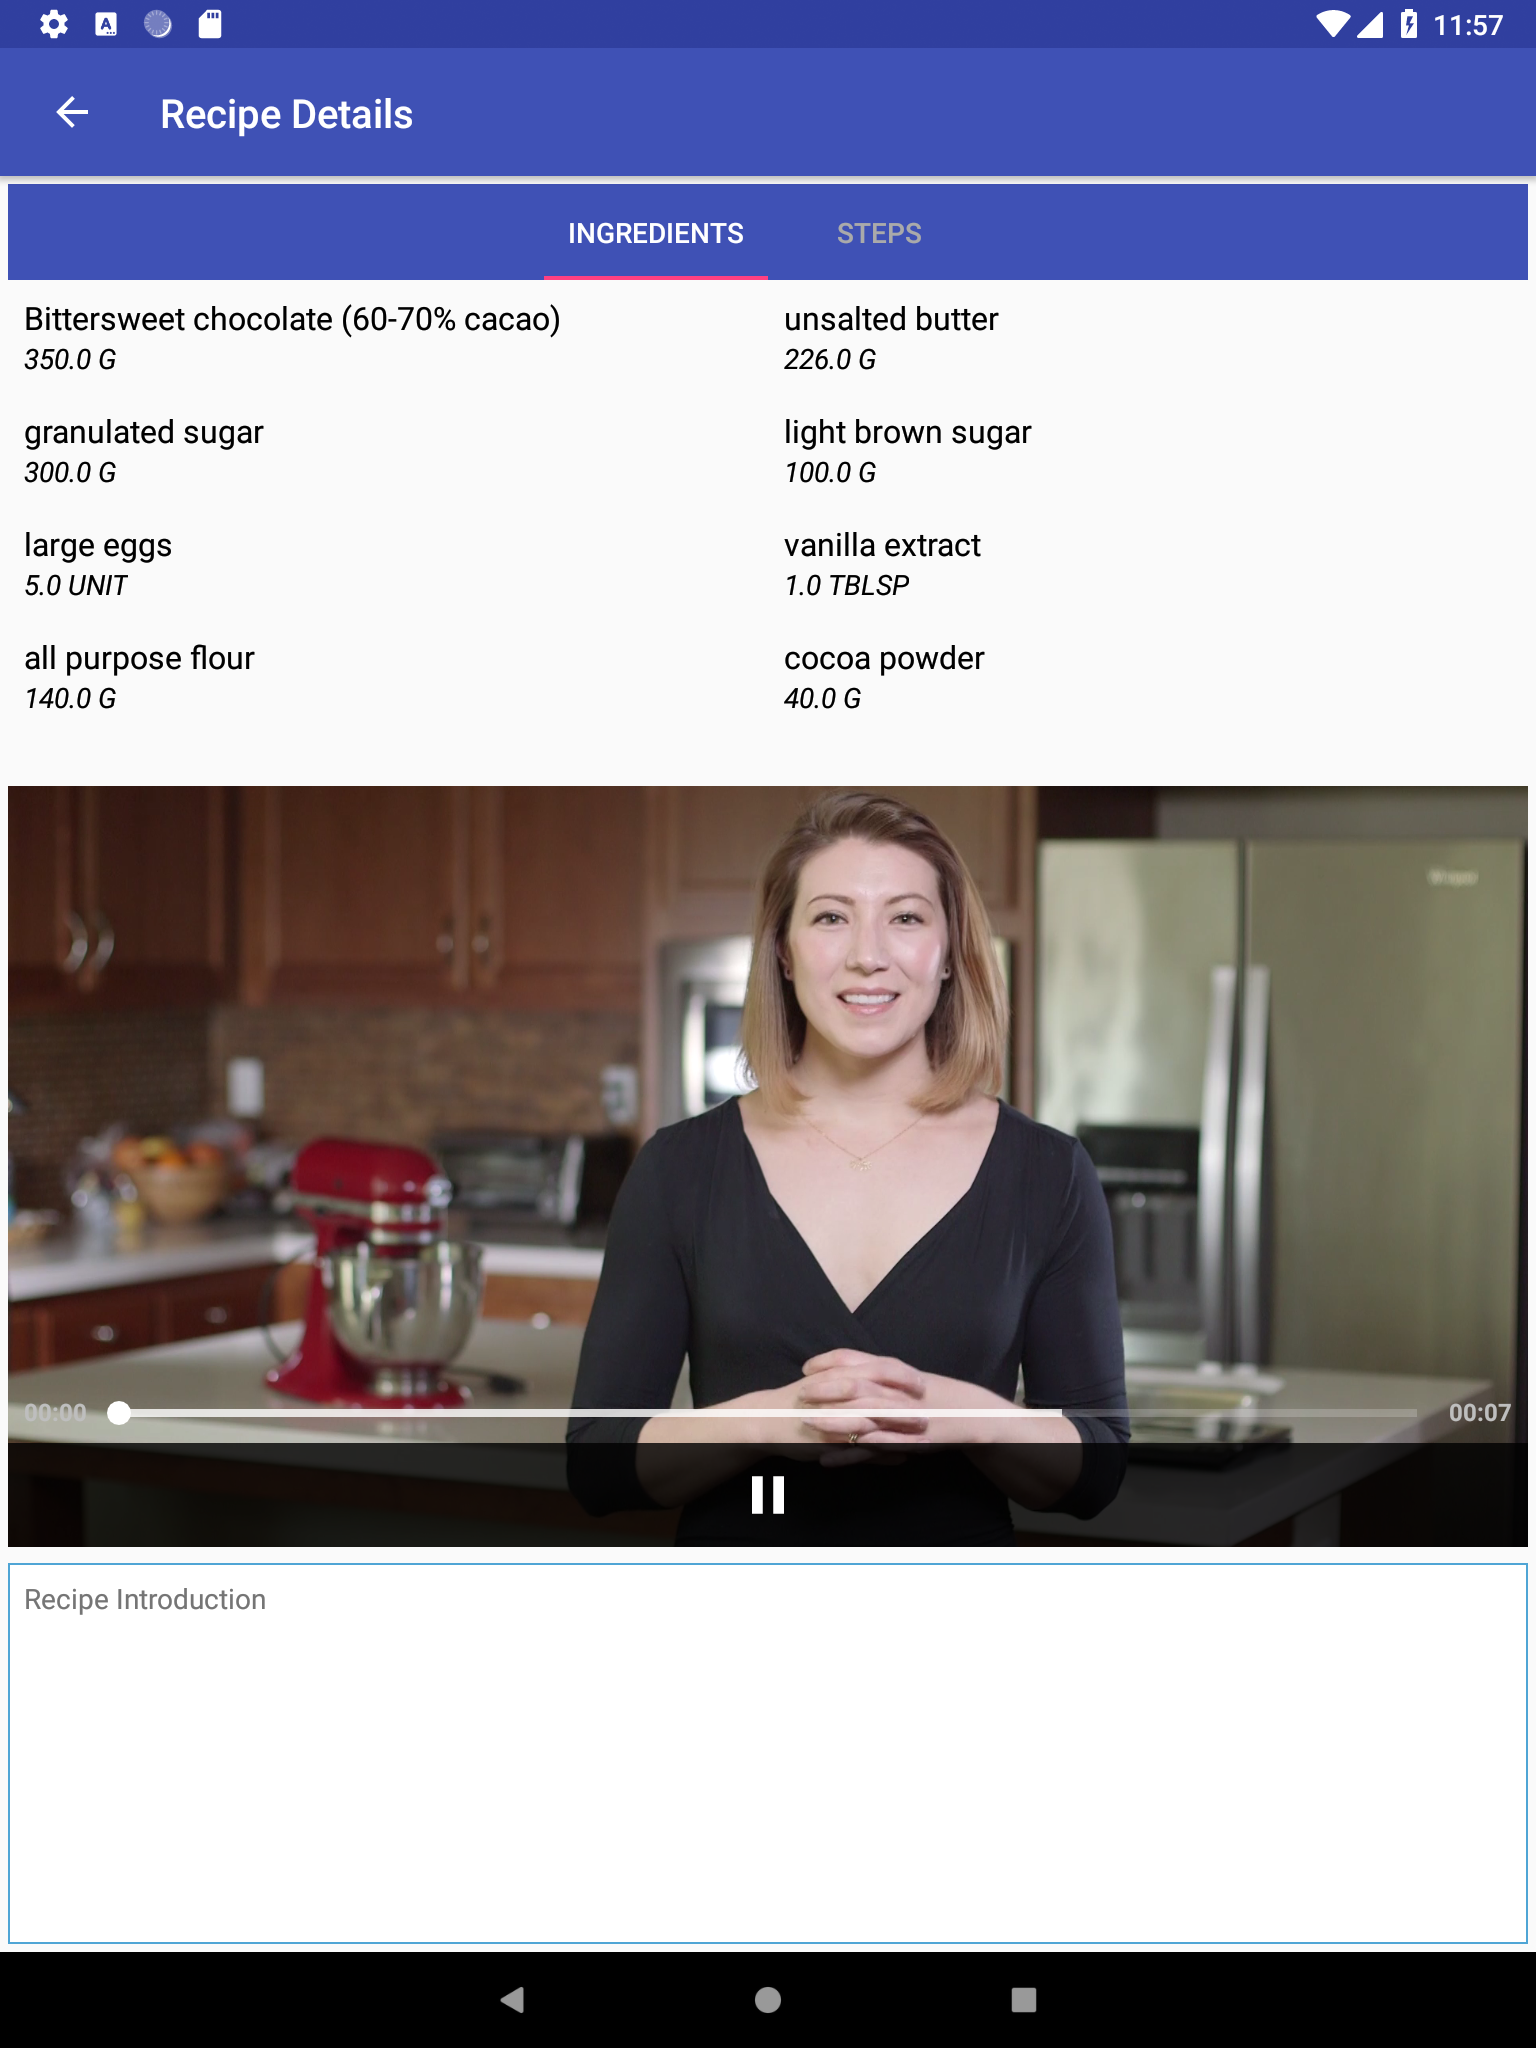 11:57
Recipe Details
INGREDIENTS
STEPS
Bittersweet chocolate (60-70% cacao)
350.0 G
unsalted butter
226.0 G
granulated sugar
300.0 G
light brown sugar
100.0 G
large eggs
5.0 UNIT
vanilla extract
1.0 TBLSP
all purpose flour
140.0 G
cocoa powder
40.0 G
00:00
00:07
Recipe Introduction